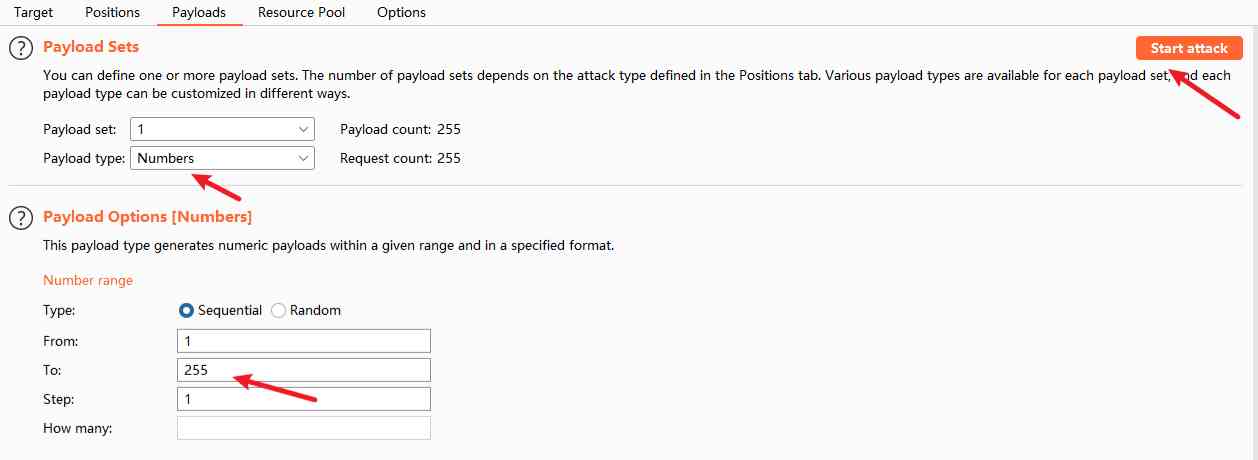 Target Positions Payloads Resource Pool Options
? Payload Sets Start attack
You can define one or more payload sets. The number of payload sets depends on the attack type defined in the Positions tab. Various payload types are available for each payload set, and each
payload type can be customized in different ways.
Payload set: 1 Payload count: 255
Payload type: Numbers Request count: 255
? Payload Options [Numbers]
This payload type generates numeric payloads within a given range and in a specified format.
Number range
Type: Sequential Random
From: 1
To: 255
Step: 1
How many: